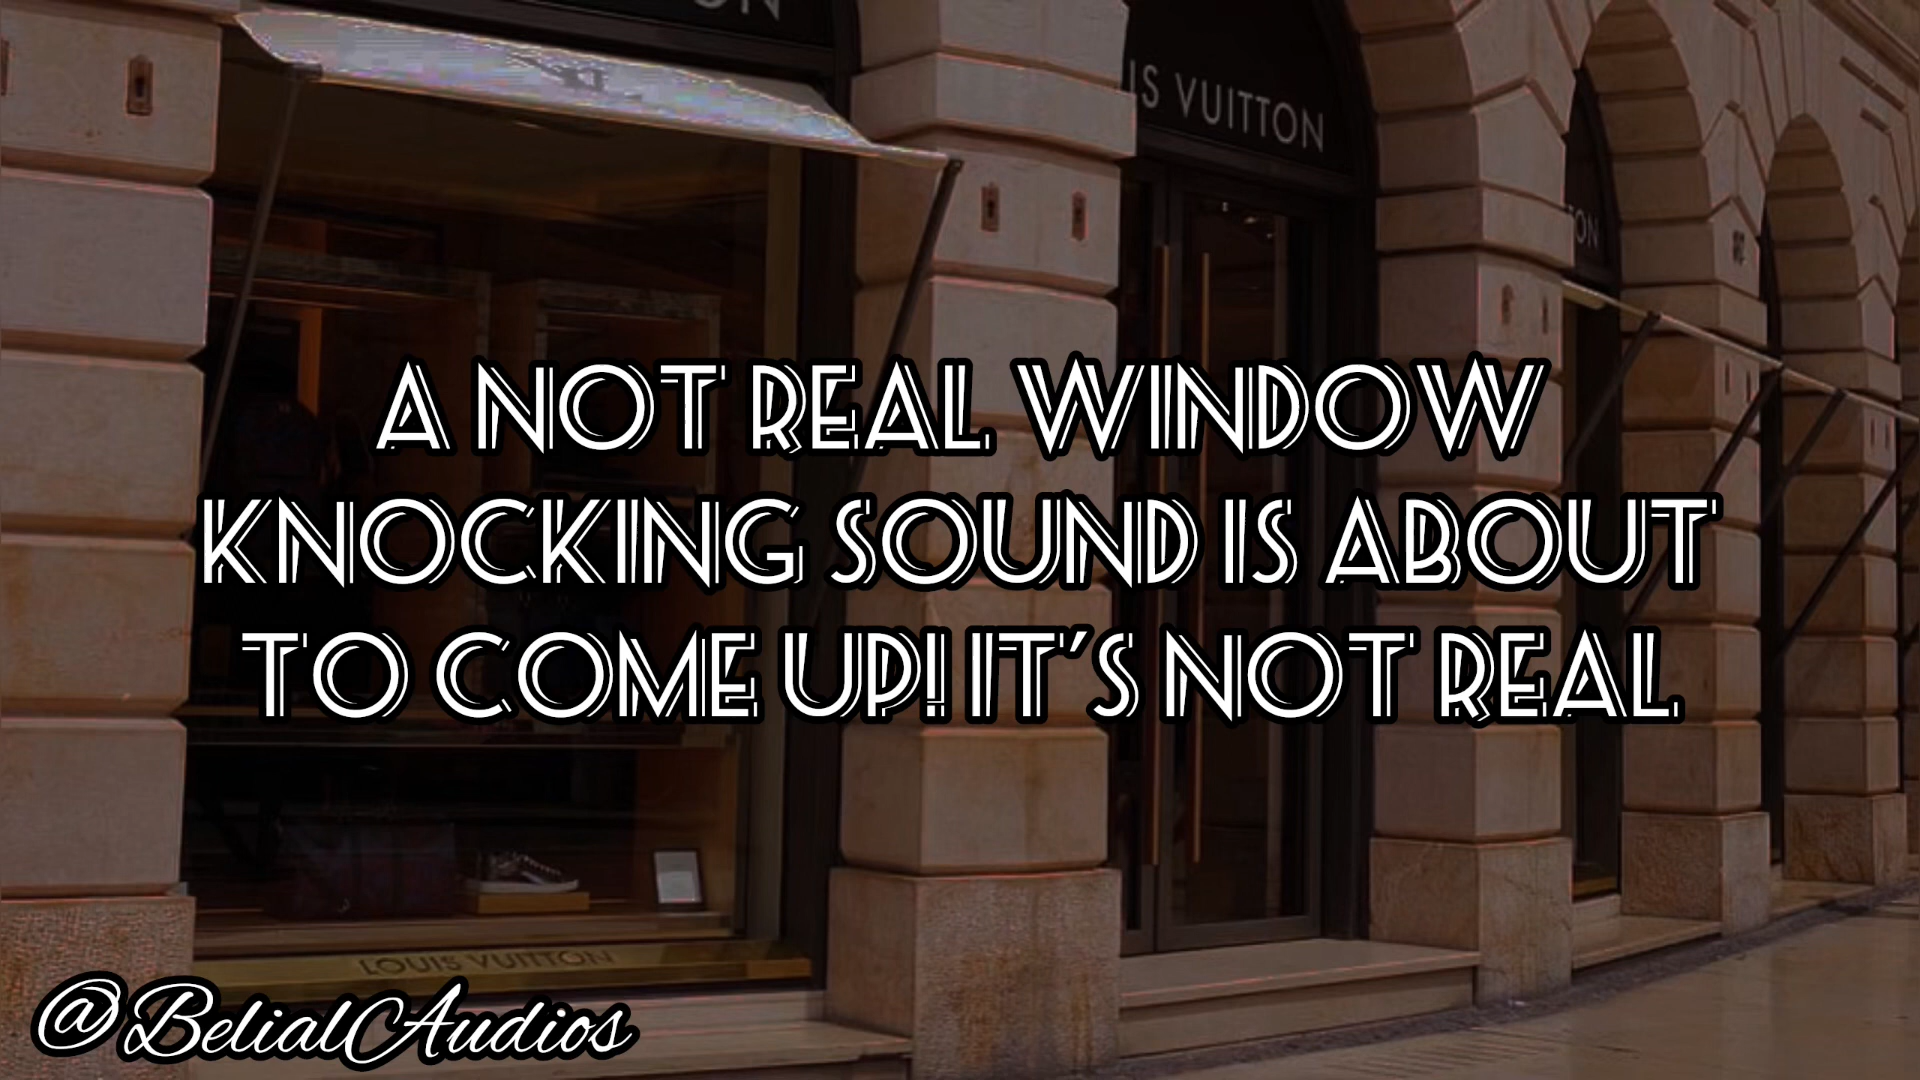 ON
IS VUITTON
TON
A NOT REAL WINDOW
KNOCKING SOUND IS ABOUT
TO COME UP! IT'S NOT REAL
LOUIS VUITTON
@BelialAudios